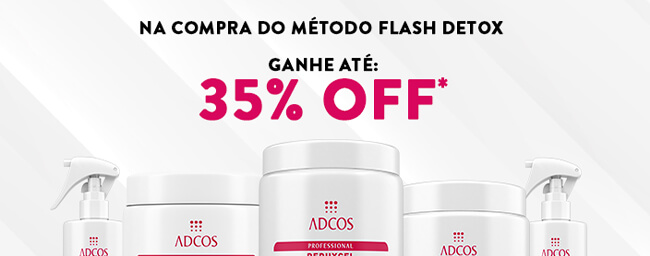 NA COMPRA DO MÉTODO FLASH DETOX
GANHE ATÉ:
35% OFF*
ADCOS
ADCOS
ADCOS
ADCOS
ADCOS
PROFESSIONAL